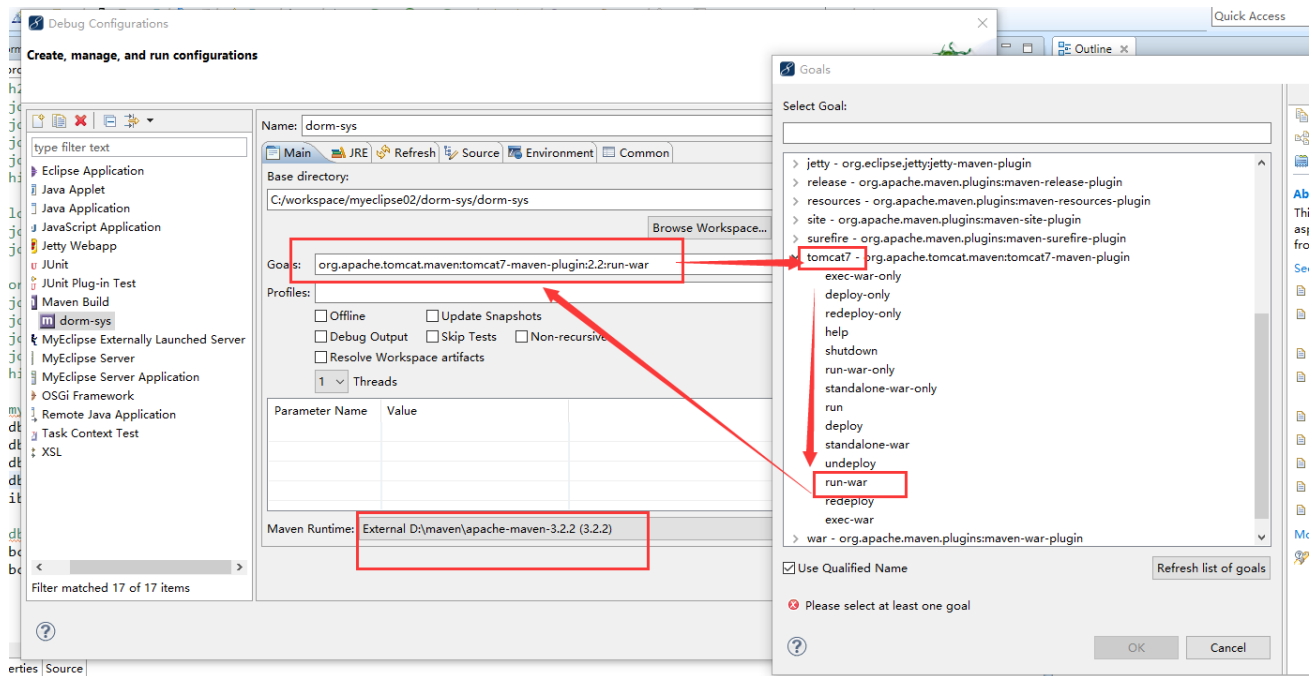 Debug Configurations
Create, manage, and run configurations
type filter text
Eclipse Application
Java Applet
Java Application
JavaScript Application
Jetty Webapp
JUnit
JUnit Plug-in Test
Maven Build
dorm-sys
MyEclipse Externally Launched Server
MyEclipse Server
MyEclipse Server Application
OSGi Framework
Remote Java Application
Task Context Test
XSL
Filter matched 17 of 17 items
Name: dorm-sys
Main JRE Refresh Source Environment Common
Base directory:
C:/workspace/myeclipse02/dorm-sys/dorm-sys
Browse Workspace...
Goals: org.apache.tomcat.maven:tomcat7-maven-plugin:2.2:run-war
Profiles:
Offline Update Snapshots
Debug Output Skip Tests Non-recursive
Resolve Workspace artifacts
1 Threads
Parameter Name Value
Maven Runtime: External D:\maven\apache-maven-3.2.2 (3.2.2)
Quick Access
Outline
Goals
Select Goal:
jetty - org.eclipse.jetty:jetty-maven-plugin
release - org.apache.maven.plugins:maven-release-plugin
resources - org.apache.maven.plugins:maven-resources-plugin
site - org.apache.maven.plugins:maven-site-plugin
surefire - org.apache.maven.plugins:maven-surefire-plugin
tomcat7 - org.apache.tomcat.maven:tomcat7-maven-plugin
exec-war-only
deploy-only
redeploy-only
help
shutdown
run-war-only
standalone-war-only
run
deploy
standalone-war
undeploy
run-war
redeploy
exec-war
war - org.apache.maven.plugins:maven-war-plugin
Use Qualified Name
Refresh list of goals
Please select at least one goal
OK Cancel
erties Source